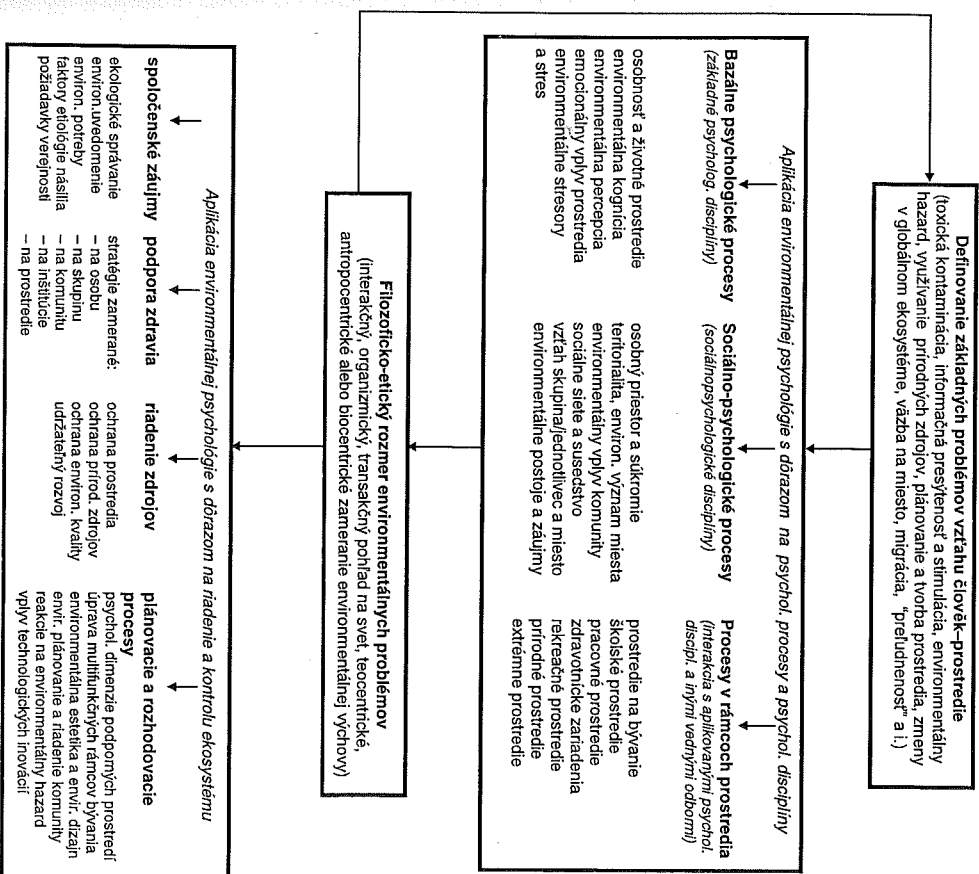 Definovanie základných problémov vzťahu člověk–prostredie
(toxická kontaminácia, informačná presýtenosť a stimulácia, environmentálny
hazard, využívanie prírodných zdrojov, plánovanie a tvorba prostredia, zmeny
v globálnom ekosystéme, väzba na miesto, migrácia, "preľudnenosť" a i.)
Aplikácia environmentálnej psychológie s dôrazom na psychol. procesy a psychol. disciplíny
Bazálne psychologické procesy
(základné psycholog. disciplíny)
osobnosť a životné prostredie
environmentálna kognícia
environmentálna percepcia
emocionálny vplyv prostredia
environmentálne stresory
a stres
Sociálno-psychologické procesy
(sociálnopsychologické disciplíny)
osobný priestor a súkromie
teritorialita, environ. význam miesta
environmentálny vplyv komunity
sociálne siete a susedstvo
vzťah skupina/jednotlivec a miesto
environmentálne postoje a záujmy
Procesy v rámcoch prostredia
(interakcia s aplikovanými psychol.
discipl. a inými vednými odbormi)
prostredie na bývanie
školské prostredie
pracovné prostredie
zdravotnícke zariadenia
rekreačné prostredie
prírodné prostredie
extrémne prostredie
Filozoficko-etický rozmer environmentálnych problémov
(interakčný, organizmický, transakčný pohľad na svet, teocentrické,
antropocentrické alebo biocentrické zameranie environmentálnej výchovy)
Aplikácia environmentálnej psychológie s dôrazom na riadenie a kontrolu ekosystému
spoločenské záujmy
ekologické správanie
environ.uvedomenie
environ. potreby
faktory etiológie násilia
požiadavky verejnosti
podpora zdravia
stratégie zamerané:
– na osobu
– na skupinu
– na komunitu
– na inštitúcie
– na prostredie
riadenie zdrojov
ochrana prostredia
ochrana prírod. zdrojov
ochrana environ. kvality
udržateľný rozvoj
plánovacie a rozhodovacie
procesy
psychol. dimenzie podporných prostredí
úprava multifunkčných rámcov bývania
environmentálna estetika a envir. dizajn
envir. plánovanie a riadenie komunity
reakcie na environmentálny hazard
vplyv technologických inovácií